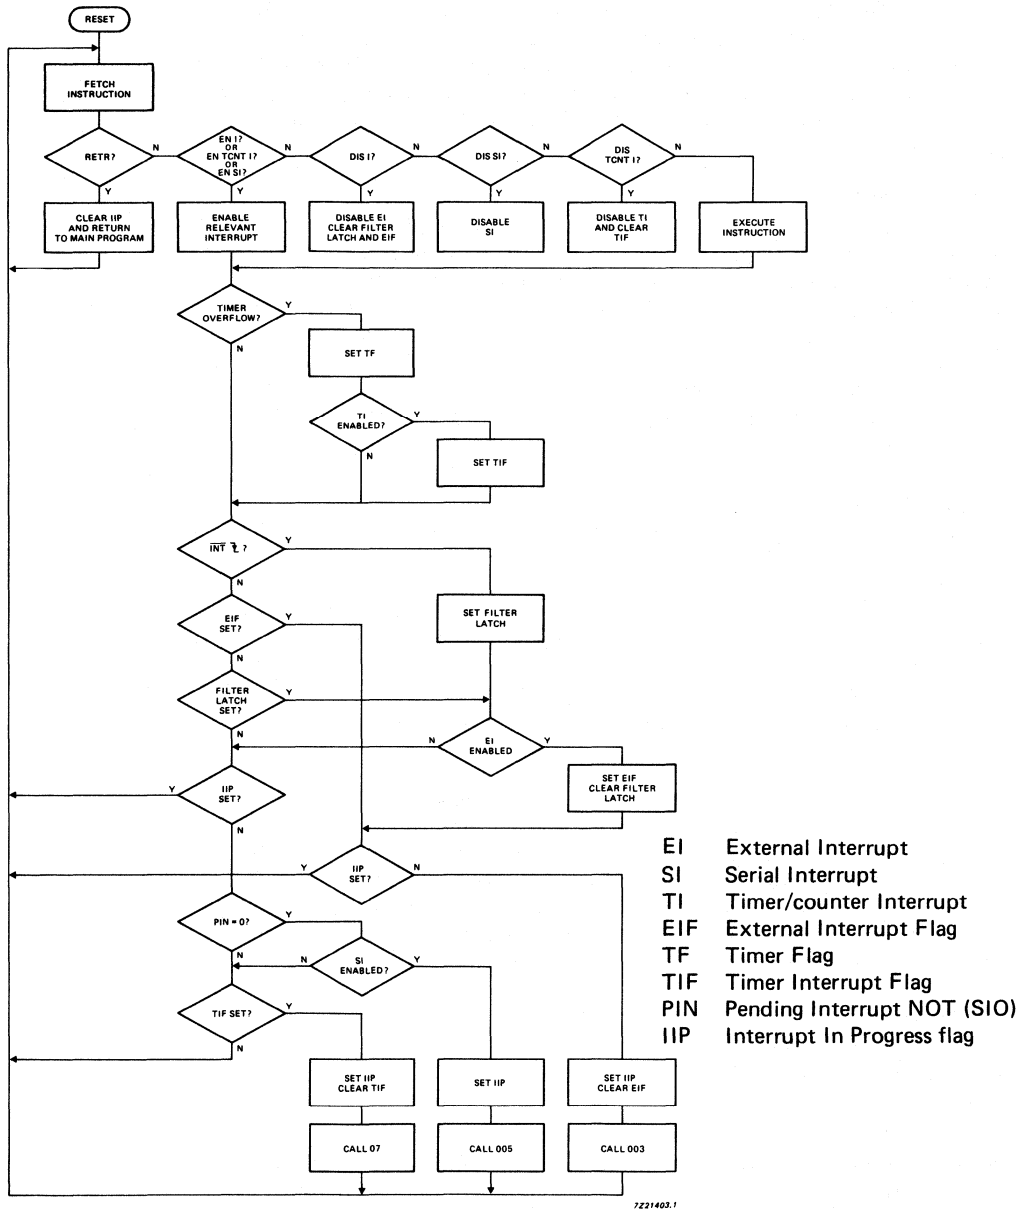 RESET
FETCH
INSTRUCTION
RETR?
N
Y
EN I?
OR
EN TCNT I?
OR
EN SI?
N
Y
DIS I?
N
Y
DIS SI?
N
Y
DIS
TCNT I?
N
Y
CLEAR IIP
AND RETURN
TO MAIN PROGRAM
ENABLE
RELEVANT
INTERRUPT
DISABLE EI
CLEAR FILTER
LATCH AND EIF
DISABLE
SI
DISABLE TI
AND CLEAR
TIF
EXECUTE
INSTRUCTION
TIMER
OVERFLOW?
Y
N
SET TF
TI
ENABLED?
Y
N
SET TIF
INT ?
Y
N
EIF
SET?
Y
N
SET FILTER
LATCH
FILTER
LATCH
SET?
Y
N
EI
ENABLED
N
Y
SET EIF
CLEAR FILTER
LATCH
IIP
SET?
Y
N
IIP
SET?
Y
N
PIN = 0?
Y
N
SI
ENABLED?
N
Y
TIF SET?
Y
N
SET IIP
CLEAR TIF
SET IIP
SET IIP
CLEAR EIF
CALL 07
CALL 005
CALL 003
EI External Interrupt
SI Serial Interrupt
TI Timer/counter Interrupt
EIF External Interrupt Flag
TF Timer Flag
TIF Timer Interrupt Flag
PIN Pending Interrupt NOT (SIO)
IIP Interrupt In Progress flag
7Z21403.1